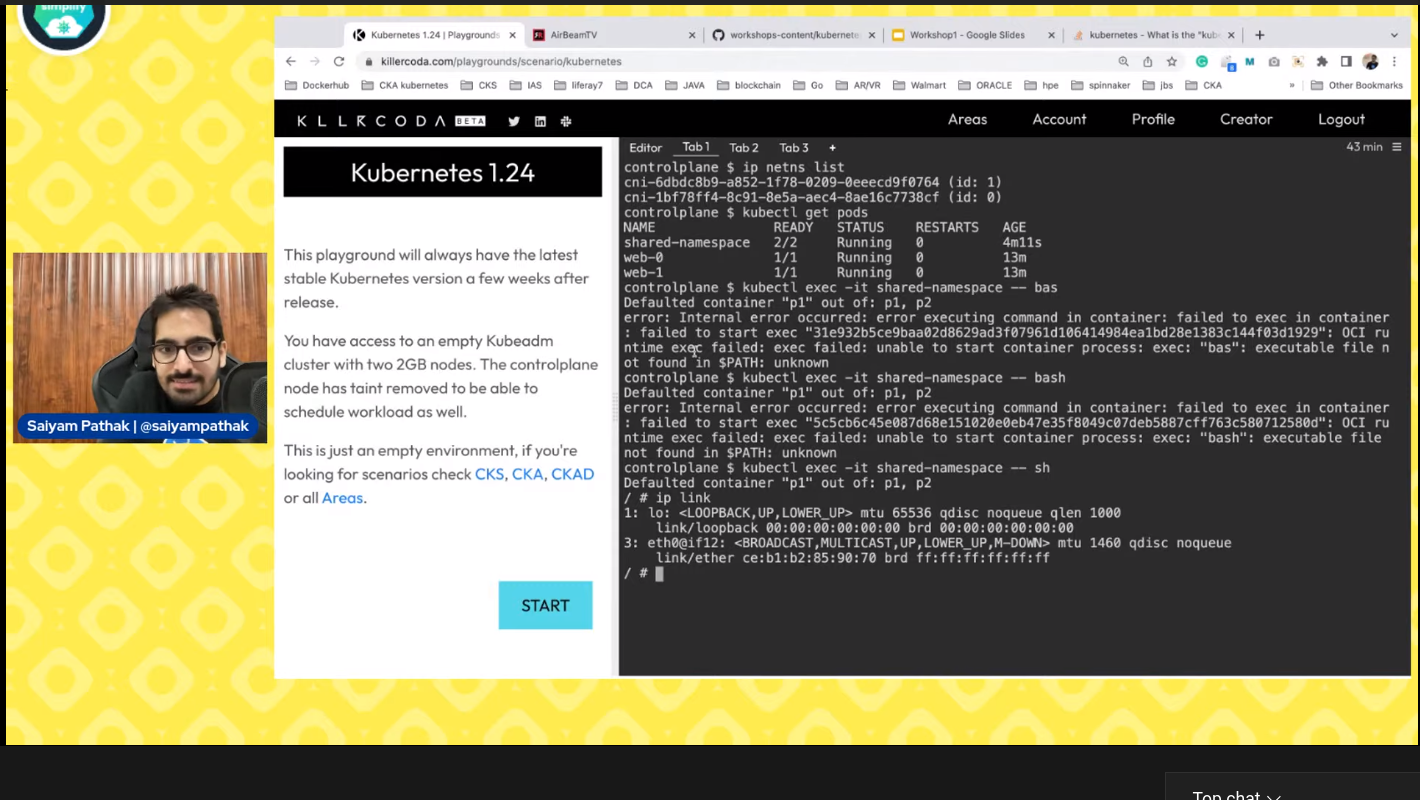 simplify
Kubernetes 1.24 | Playgrounds
AirBeamTV
workshops-content/kubernete
Workshop1 - Google Slides
kubernetes - What is the "kube
killercoda.com/playgrounds/scenario/kubernetes
Dockerhub
CKA kubernetes
CKS
IAS
liferay7
DCA
JAVA
blockchain
Go
AR/VR
Walmart
ORACLE
hpe
spinnaker
jbs
CKA
»
Other Bookmarks
KLLRCODA BETA
Areas
Account
Profile
Creator
Logout
Kubernetes 1.24
This playground will always have the latest
stable Kubernetes version a few weeks after
release.
You have access to an empty Kubeadm
cluster with two 2GB nodes. The controlplane
node has taint removed to be able to
schedule workload as well.
This is just an empty environment, if you're
looking for scenarios check CKS, CKA, CKAD
or all Areas.
START
Editor Tab 1 Tab 2 Tab 3 + 43 min
controlplane $ ip netns list
cni-6dbdc8b9-a852-1f78-0209-0eeecd9f0764 (id: 1)
cni-1bf78ff4-8c91-8e5a-aec4-8ae16c7738cf (id: 0)
controlplane $ kubectl get pods
NAME READY STATUS RESTARTS AGE
shared-namespace 2/2 Running 0 4m11s
web-0 1/1 Running 0 13m
web-1 1/1 Running 0 13m
controlplane $ kubectl exec -it shared-namespace -- bas
Defaulted container "p1" out of: p1, p2
error: Internal error occurred: error executing command in container: failed to exec in container
: failed to start exec "31e932b5ce9baa02d8629ad3f07961d106414984ea1bd28e1383c144f03d1929": OCI ru
ntime exec failed: exec failed: unable to start container process: exec: "bas": executable file n
ot found in $PATH: unknown
controlplane $ kubectl exec -it shared-namespace -- bash
Defaulted container "p1" out of: p1, p2
error: Internal error occurred: error executing command in container: failed to exec in container
: failed to start exec "5c5cb6c45e087d68e151020e0eb47e35f8049c07deb5887cff763c580712580d": OCI ru
ntime exec failed: exec failed: unable to start container process: exec: "bash": executable file
not found in $PATH: unknown
controlplane $ kubectl exec -it shared-namespace -- sh
Defaulted container "p1" out of: p1, p2
/ # ip link
1: lo: <LOOPBACK,UP,LOWER_UP> mtu 65536 qdisc noqueue qlen 1000
link/loopback 00:00:00:00:00:00 brd 00:00:00:00:00:00
3: eth0@if12: <BROADCAST,MULTICAST,UP,LOWER_UP,M-DOWN> mtu 1460 qdisc noqueue
link/ether ce:b1:b2:85:90:70 brd ff:ff:ff:ff:ff:ff
/ #
Saiyam Pathak | @saiyampathak
Top chat